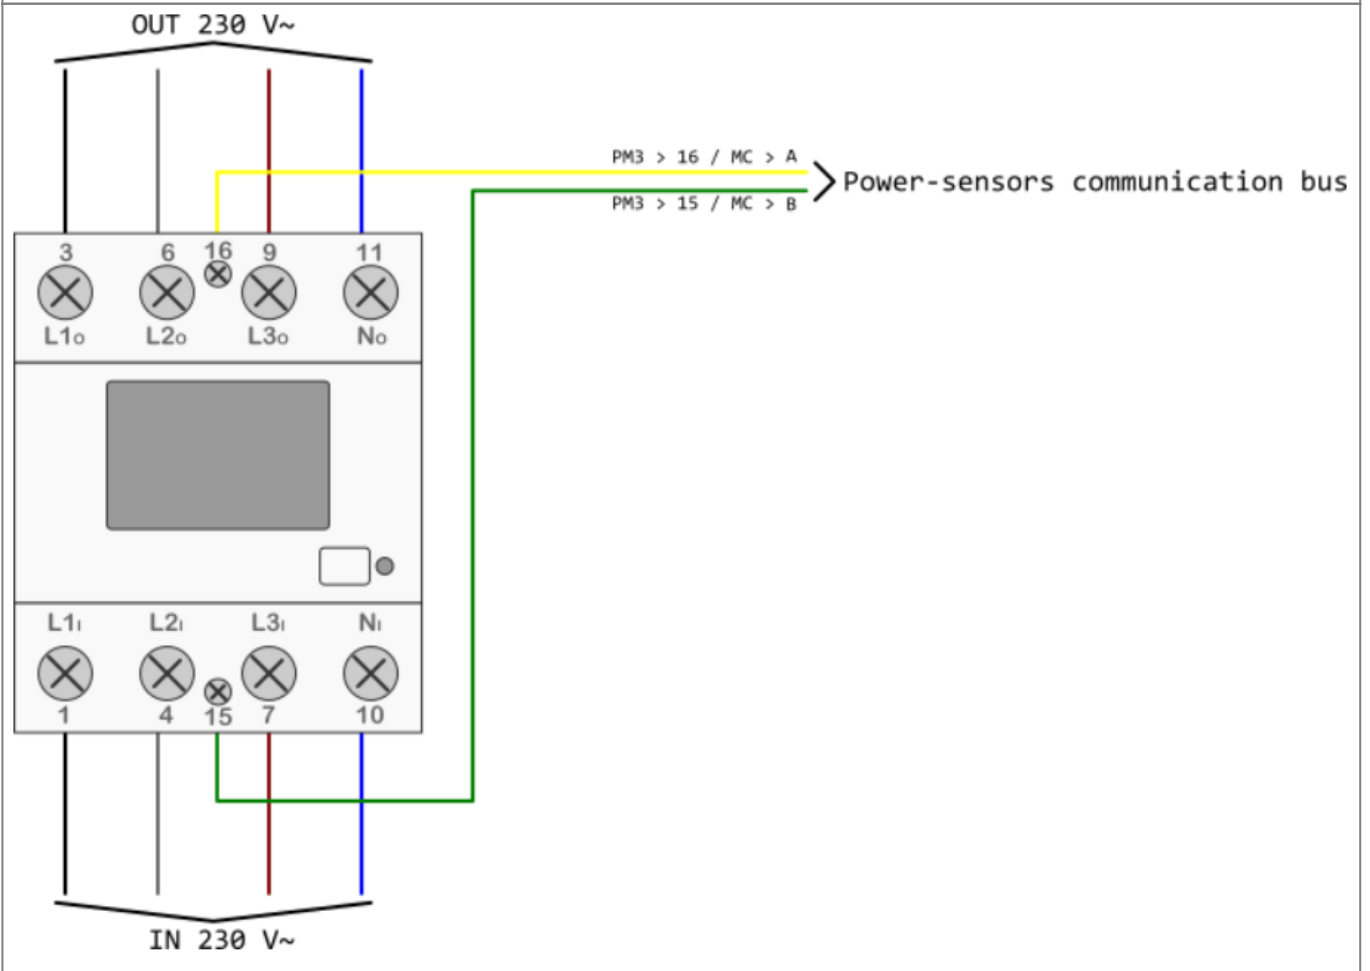 OUT 230 V~
PM3 > 16 / MC > A
Power-sensors communication bus
PM3 > 15 / MC > B
3 6 16 9 11
L1o L2o L3o No
L1I L2I L3I NI
1 4 15 7 10
IN 230 V~